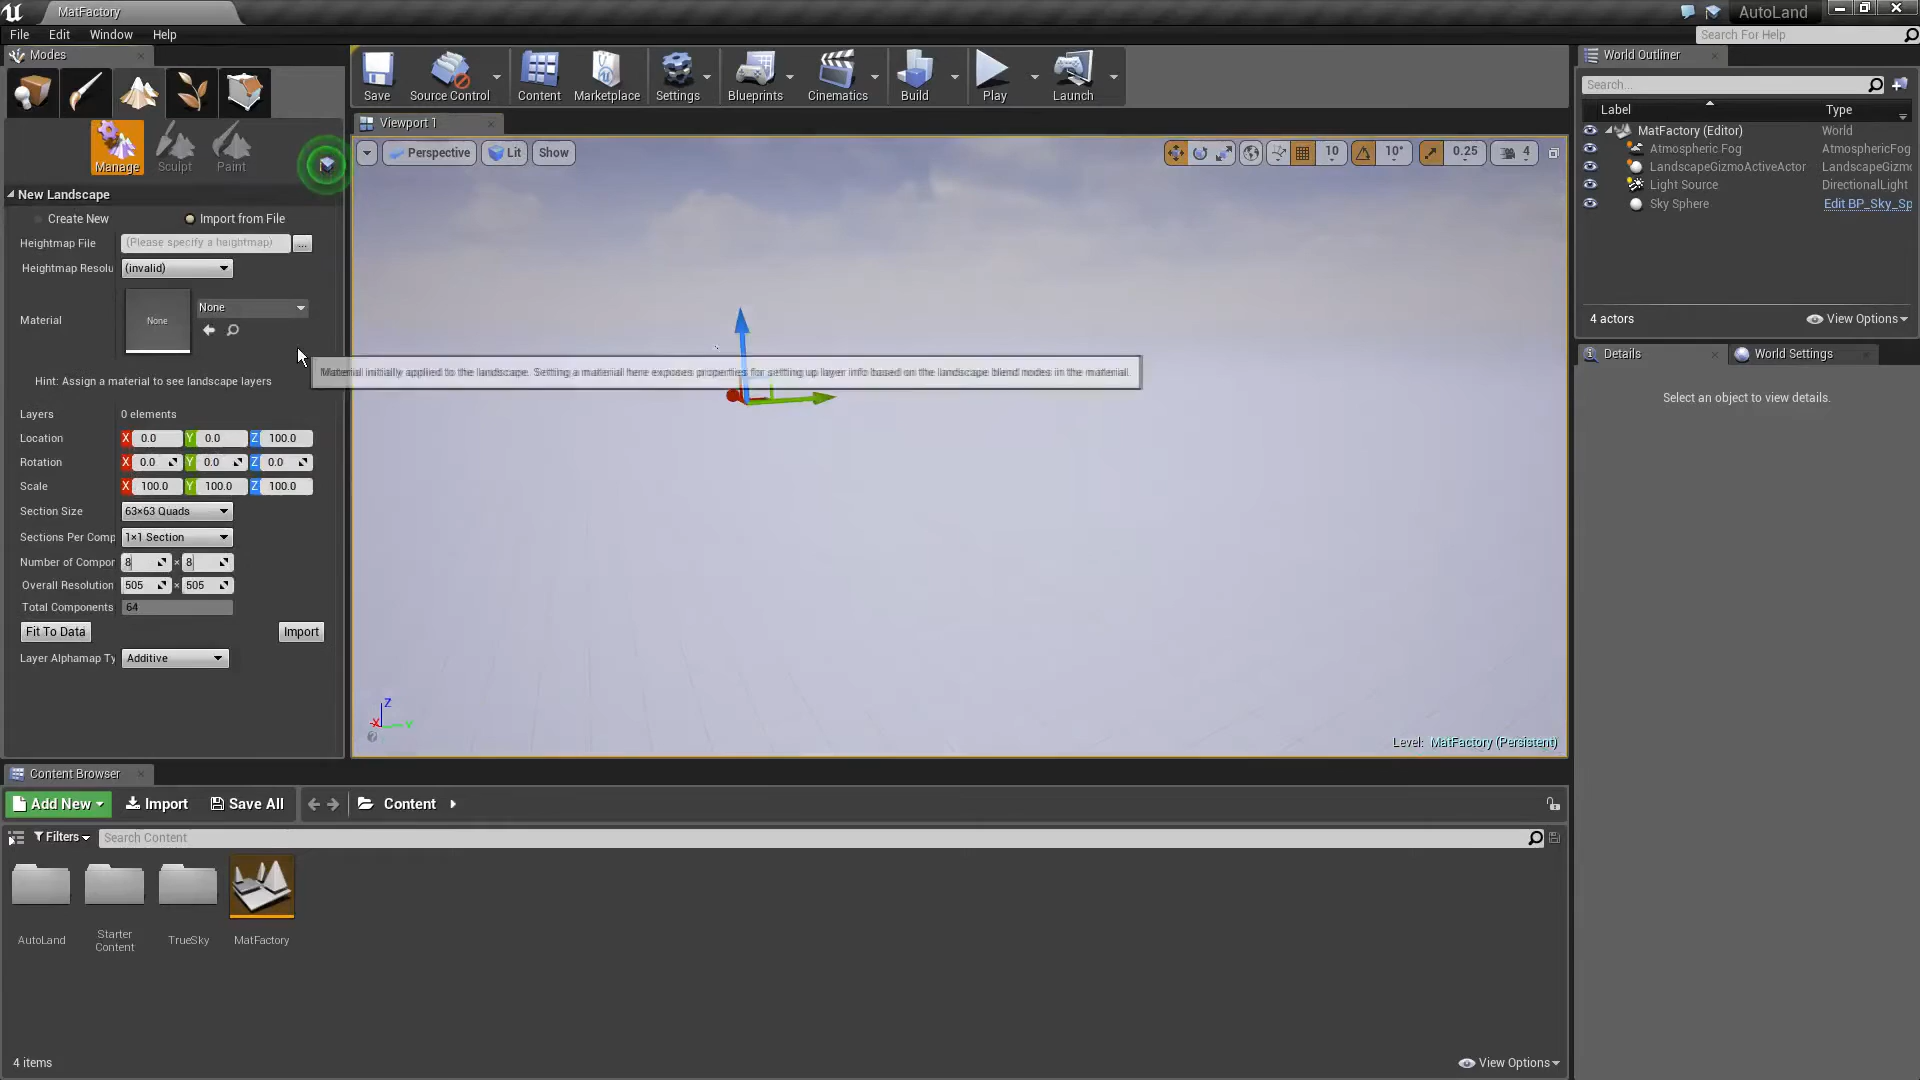 MatFactory
AutoLand
File Edit Window Help
Search For Help
Modes
Save Source Control Content Marketplace Settings Blueprints Cinematics Build Play Launch
World Outliner
Search...
Label Type
MatFactory (Editor) World
Atmospheric Fog AtmosphericFog
LandscapeGizmoActiveActor LandscapeGizmo
Light Source DirectionalLight
Sky Sphere Edit BP_Sky_Sp
4 actors View Options
Details World Settings
Select an object to view details.
Viewport 1
Perspective Lit Show 10 10° 0.25 4
Manage Sculpt Paint
New Landscape
Create New Import from File
Heightmap File (Please specify a heightmap) ...
Heightmap Resolu (invalid)
Material None None
Hint: Assign a material to see landscape layers
Material initially applied to the landscape. Setting a material here exposes properties for setting up layer info based on the landscape blend nodes in the material.
Layers 0 elements
Location X 0.0 Y 0.0 Z 100.0
Rotation X 0.0 Y 0.0 Z 0.0
Scale X 100.0 Y 100.0 Z 100.0
Section Size 63×63 Quads
Sections Per Comp 1×1 Section
Number of Compor 8 × 8
Overall Resolution 505 × 505
Total Components 64
Fit To Data Import
Layer Alphamap Ty Additive
Z
X Y
Level: MatFactory (Persistent)
Content Browser
Add New Import Save All Content
Filters Search Content
AutoLand
Starter Content
TrueSky
MatFactory
4 items View Options